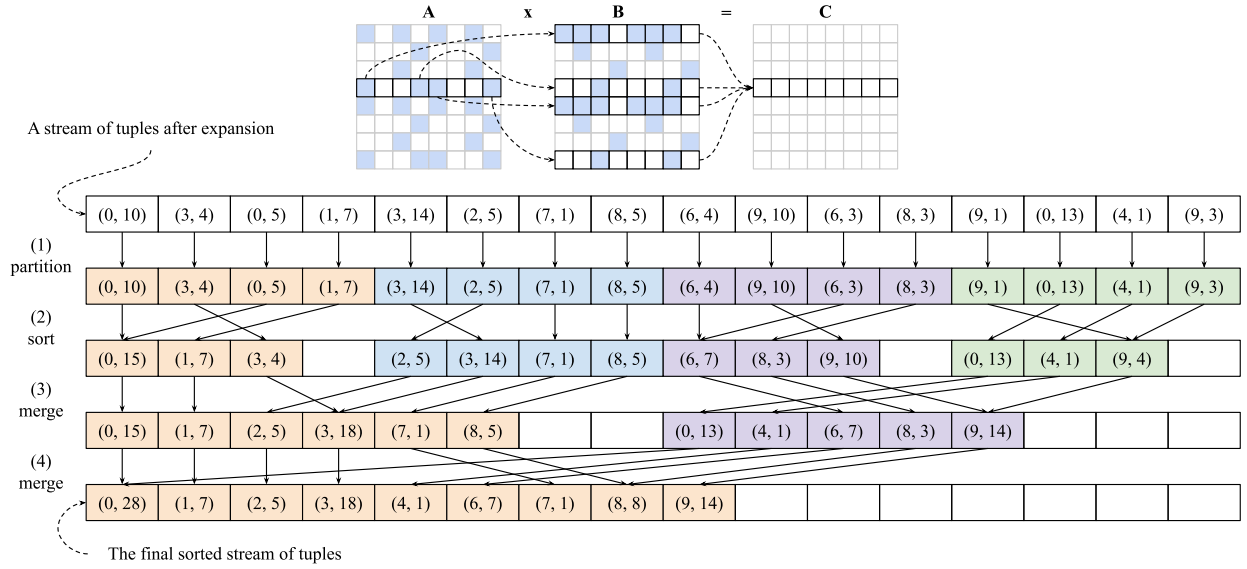 A x B = C
A stream of tuples after expansion
(0, 10) (3, 4) (0, 5) (1, 7) (3, 14) (2, 5) (7, 1) (8, 5) (6, 4) (9, 10) (6, 3) (8, 3) (9, 1) (0, 13) (4, 1) (9, 3)
(1)
partition
(0, 10) (3, 4) (0, 5) (1, 7) (3, 14) (2, 5) (7, 1) (8, 5) (6, 4) (9, 10) (6, 3) (8, 3) (9, 1) (0, 13) (4, 1) (9, 3)
(2)
sort
(0, 15) (1, 7) (3, 4) (2, 5) (3, 14) (7, 1) (8, 5) (6, 7) (8, 3) (9, 10) (0, 13) (4, 1) (9, 4)
(3)
merge
(0, 15) (1, 7) (2, 5) (3, 18) (7, 1) (8, 5) (0, 13) (4, 1) (6, 7) (8, 3) (9, 14)
(4)
merge
(0, 28) (1, 7) (2, 5) (3, 18) (4, 1) (6, 7) (7, 1) (8, 8) (9, 14)
The final sorted stream of tuples